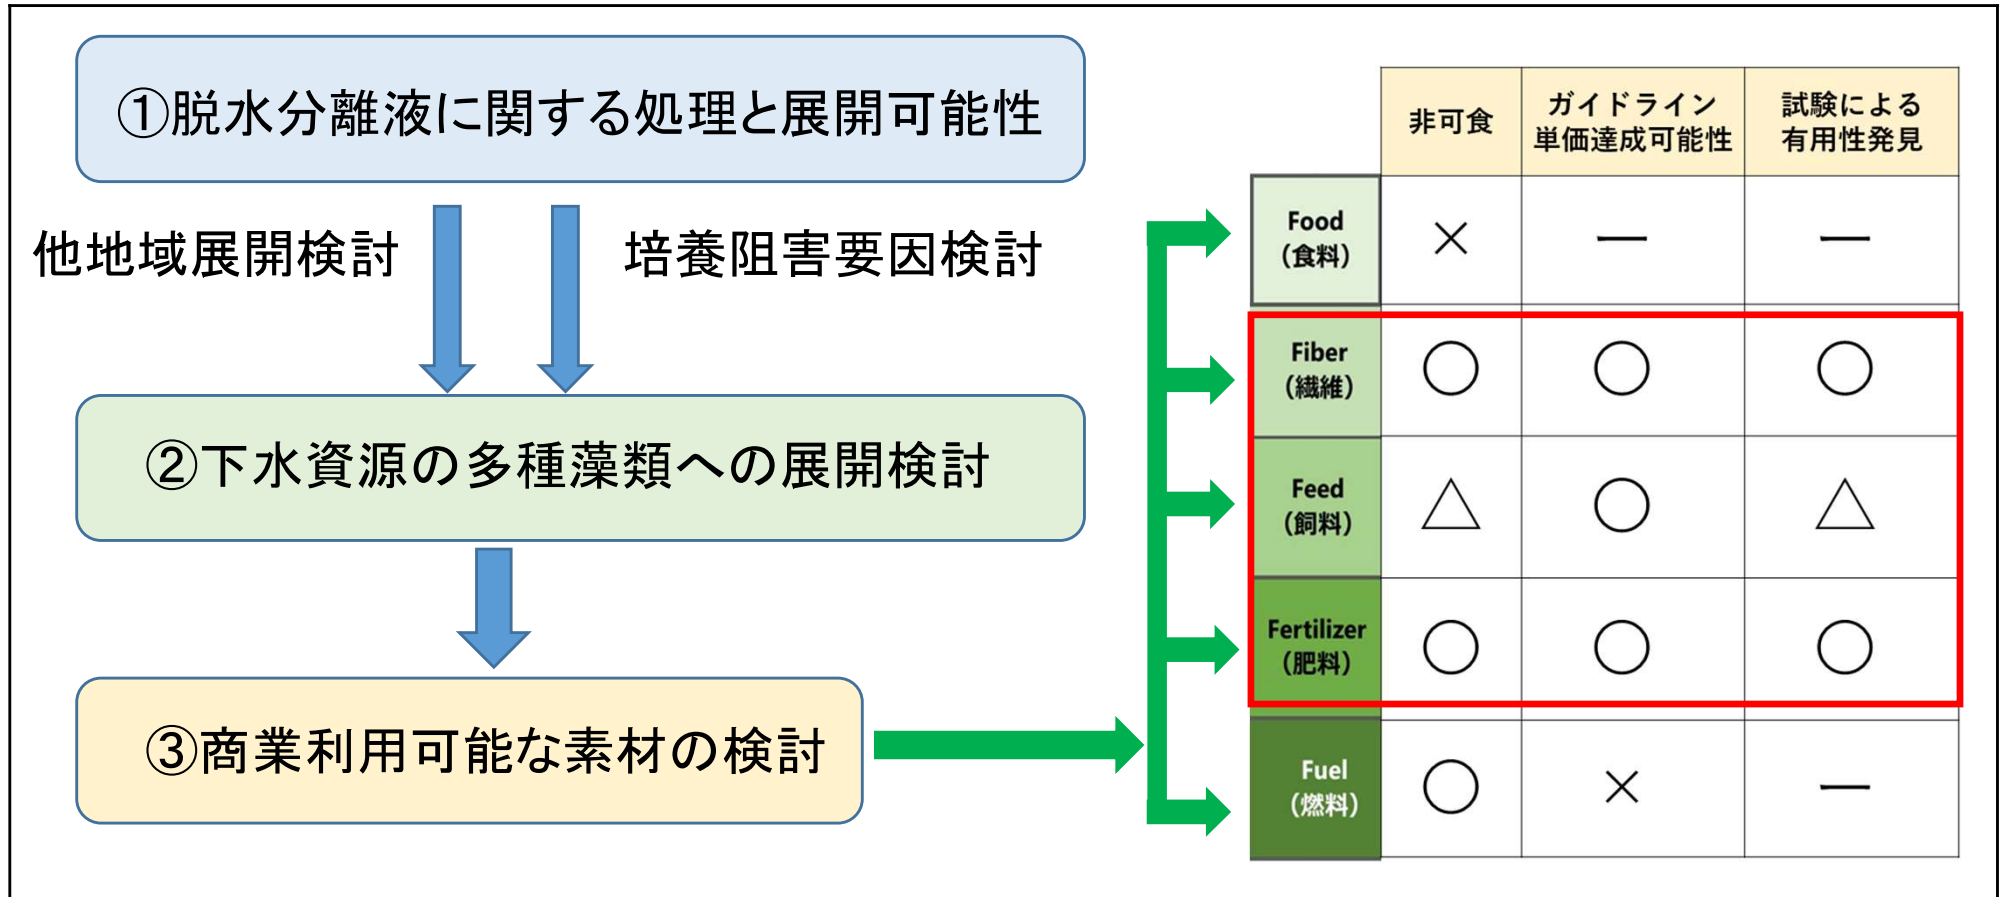 ①脱水分離液に関する処理と展開可能性
他地域展開検討
培養阻害要因検討
②下水資源の多種藻類への展開検討
③商業利用可能な素材の検討
非可食
ガイドライン
単価達成可能性
試験による
有用性発見
Food
(食料)
× ー ー
Fiber
(繊維)
○ ○ ○
Feed
(飼料)
△ ○ △
Fertilizer
(肥料)
○ ○ ○
Fuel
(燃料)
○ × ー